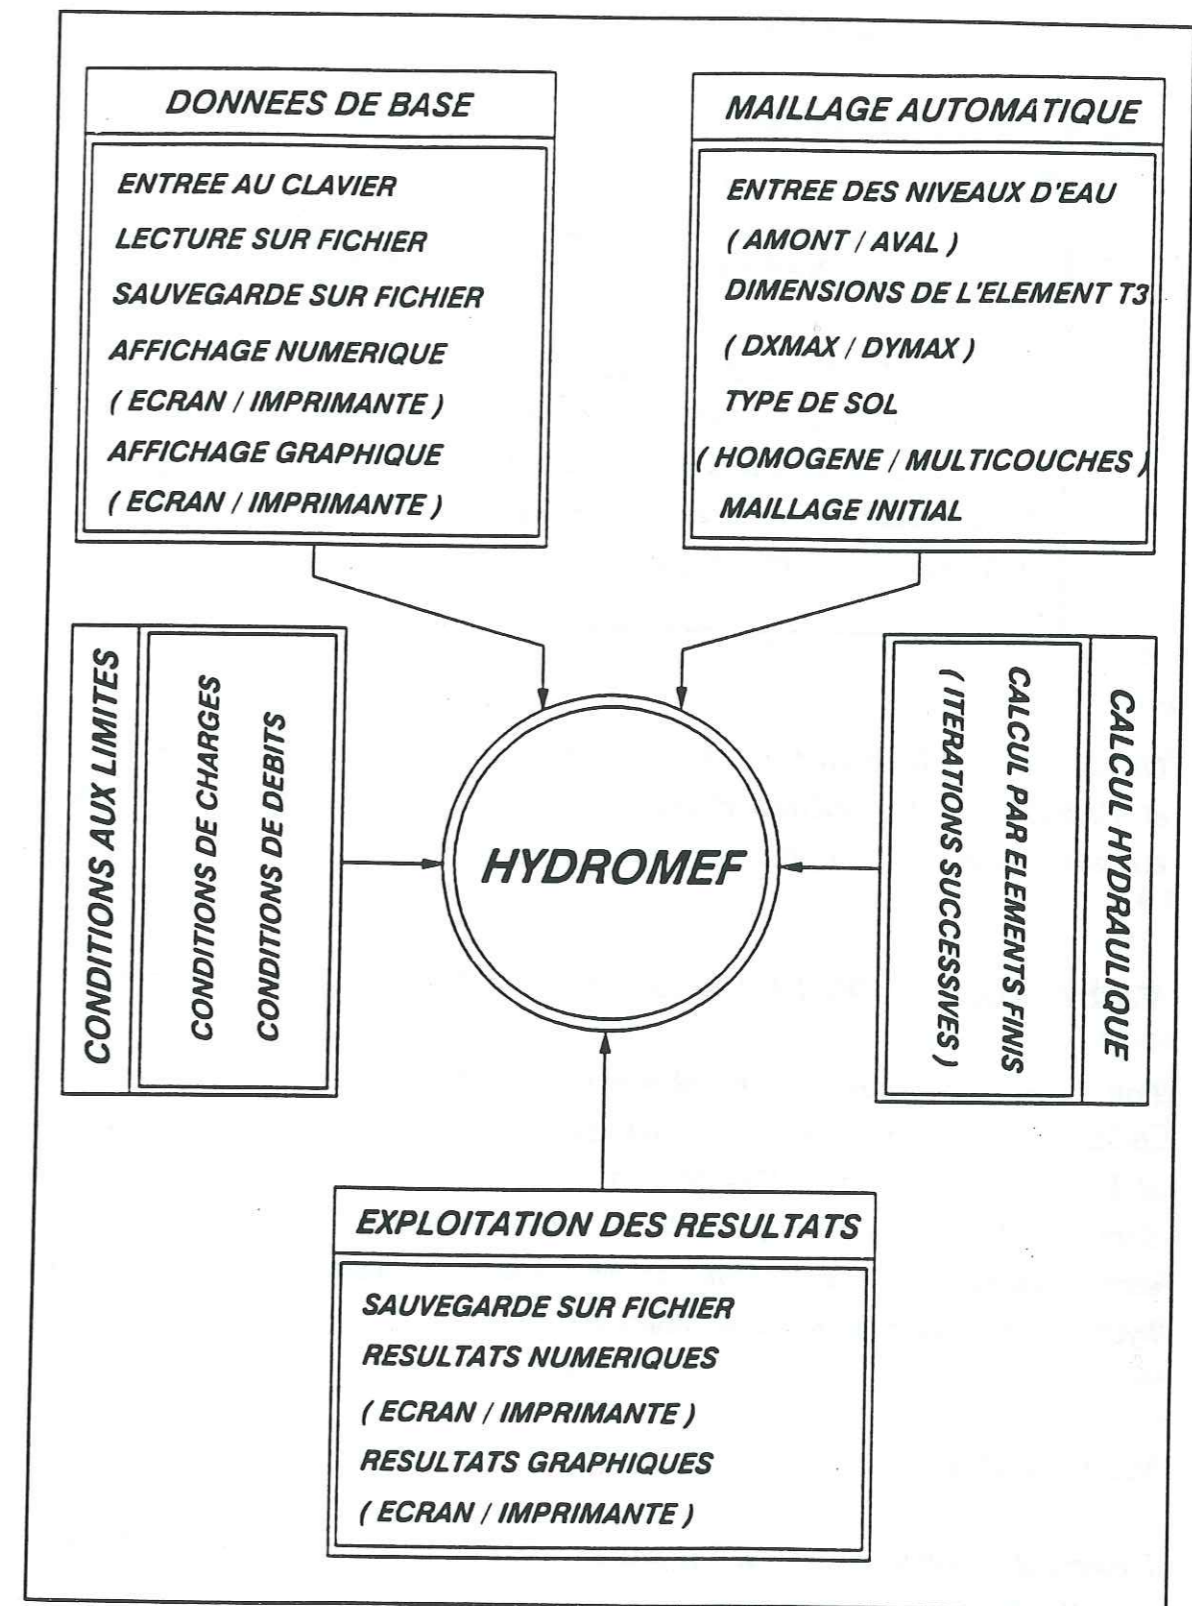 DONNEES DE BASE
ENTREE AU CLAVIER
LECTURE SUR FICHIER
SAUVEGARDE SUR FICHIER
AFFICHAGE NUMERIQUE
( ECRAN / IMPRIMANTE )
AFFICHAGE GRAPHIQUE
( ECRAN / IMPRIMANTE )
MAILLAGE AUTOMATIQUE
ENTREE DES NIVEAUX D'EAU
( AMONT / AVAL )
DIMENSIONS DE L'ELEMENT T3
( DXMAX / DYMAX )
TYPE DE SOL
( HOMOGENE / MULTICOUCHES )
MAILLAGE INITIAL
CONDITIONS AUX LIMITES
CONDITIONS DE CHARGES
CONDITIONS DE DEBITS
HYDROMEF
CALCUL HYDRAULIQUE
CALCUL PAR ELEMENTS FINIS
( ITERATIONS SUCCESSIVES )
EXPLOITATION DES RESULTATS
SAUVEGARDE SUR FICHIER
RESULTATS NUMERIQUES
( ECRAN / IMPRIMANTE )
RESULTATS GRAPHIQUES
( ECRAN / IMPRIMANTE )